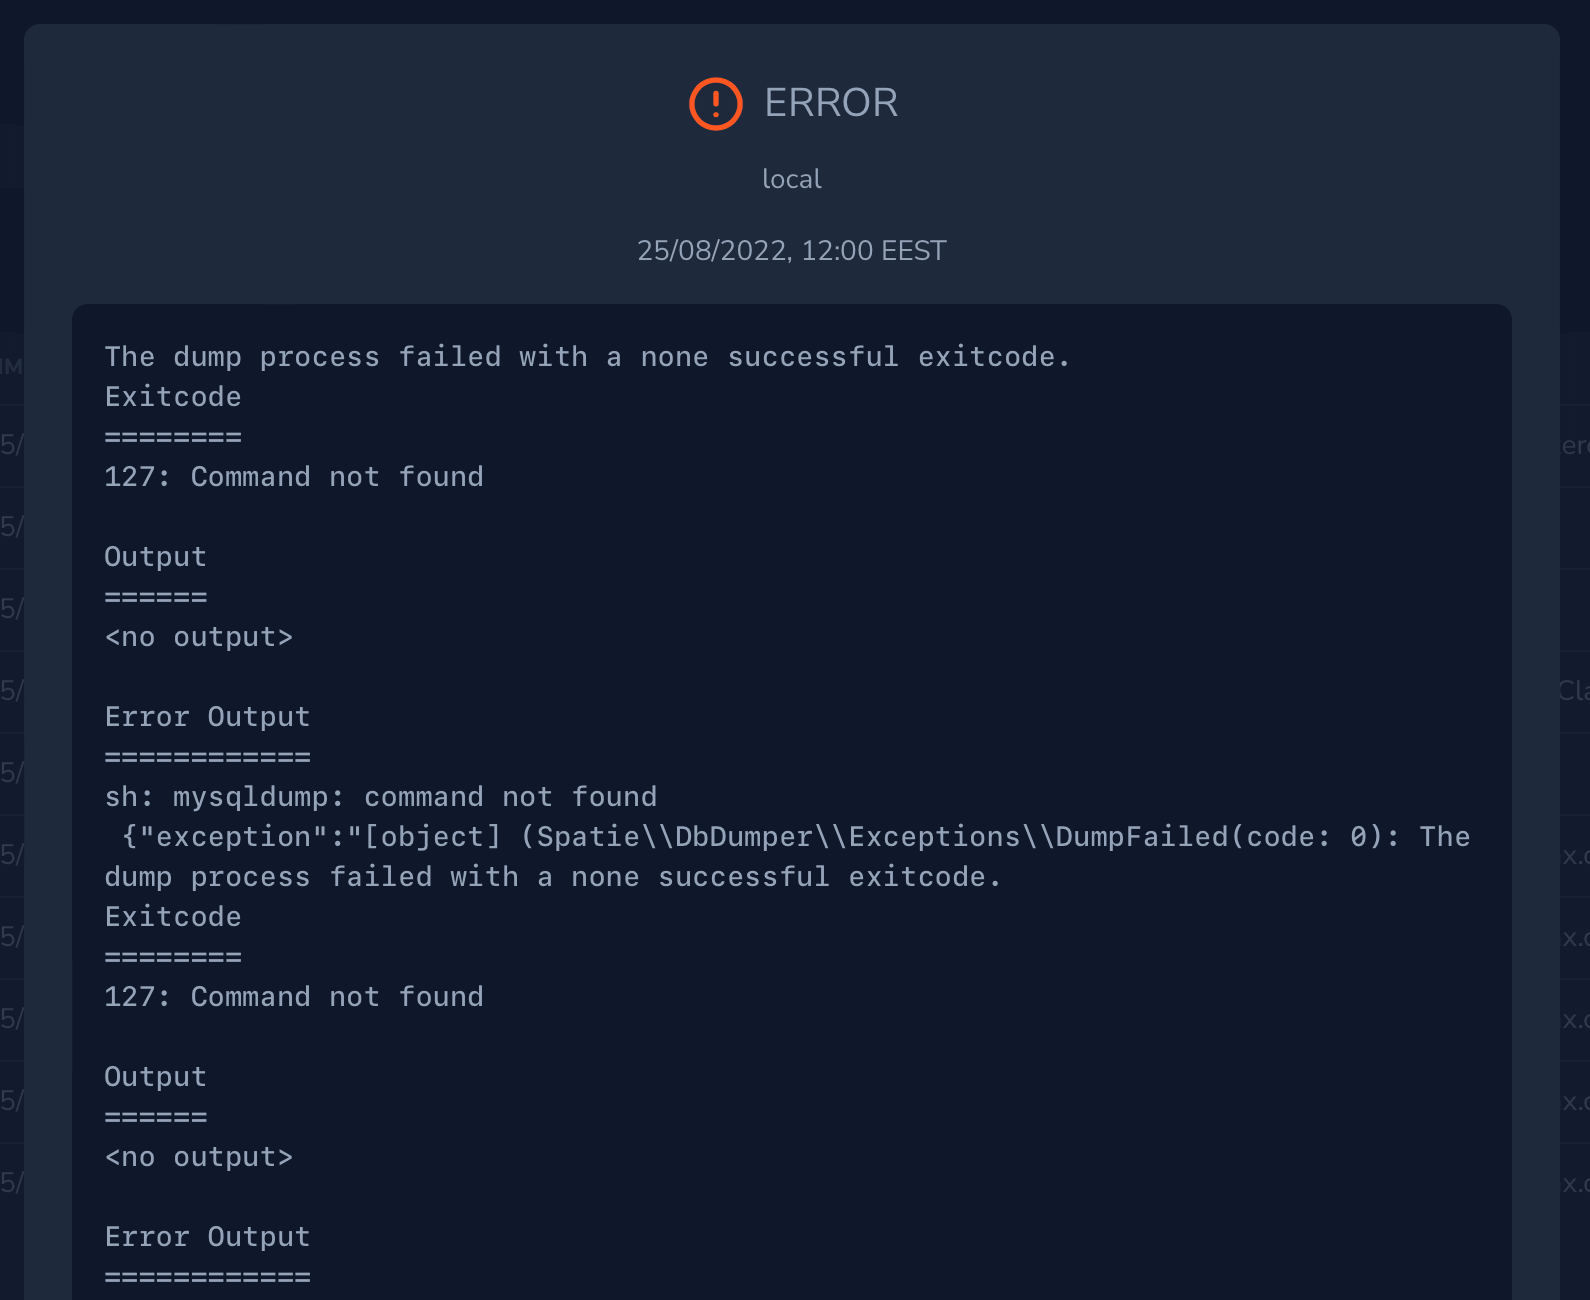 ERROR
local
25/08/2022, 12:00 EEST
The dump process failed with a none successful exitcode.
Exitcode
========
127: Command not found
Output
======
<no output>
Error Output
============
sh: mysqldump: command not found
{"exception":"[object] (Spatie\\DbDumper\\Exceptions\\DumpFailed(code: 0): The
dump process failed with a none successful exitcode.
Exitcode
========
127: Command not found
Output
======
<no output>
Error Output
============